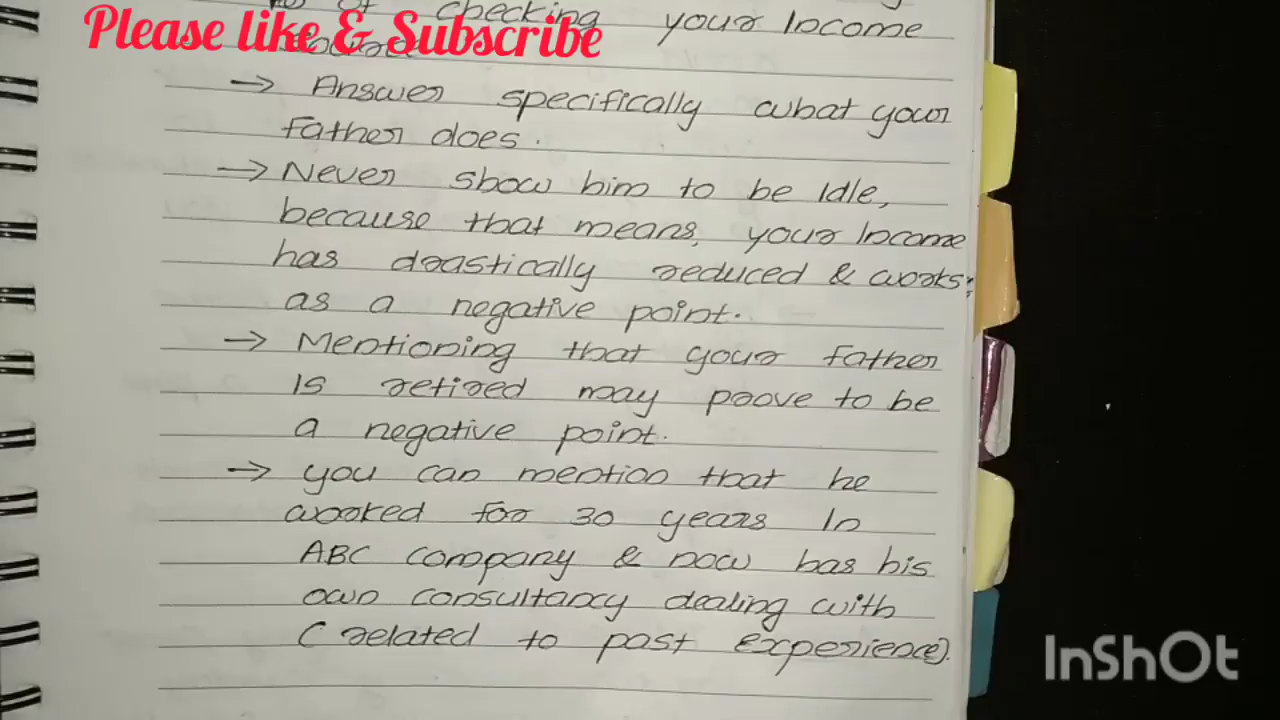 of checking your Income
Please like & Subscribe
→ Answer specifically what your
father does.
→ Never show him to be Idle,
because that means, your Income
has drastically reduced & works
as a negative point.
→ Mentioning that your father
Is retired may prove to be
a negative point.
→ you can mention that he
worked for 30 years In
ABC company & now has his
own consultancy dealing with
( related to past experience).
InShOt